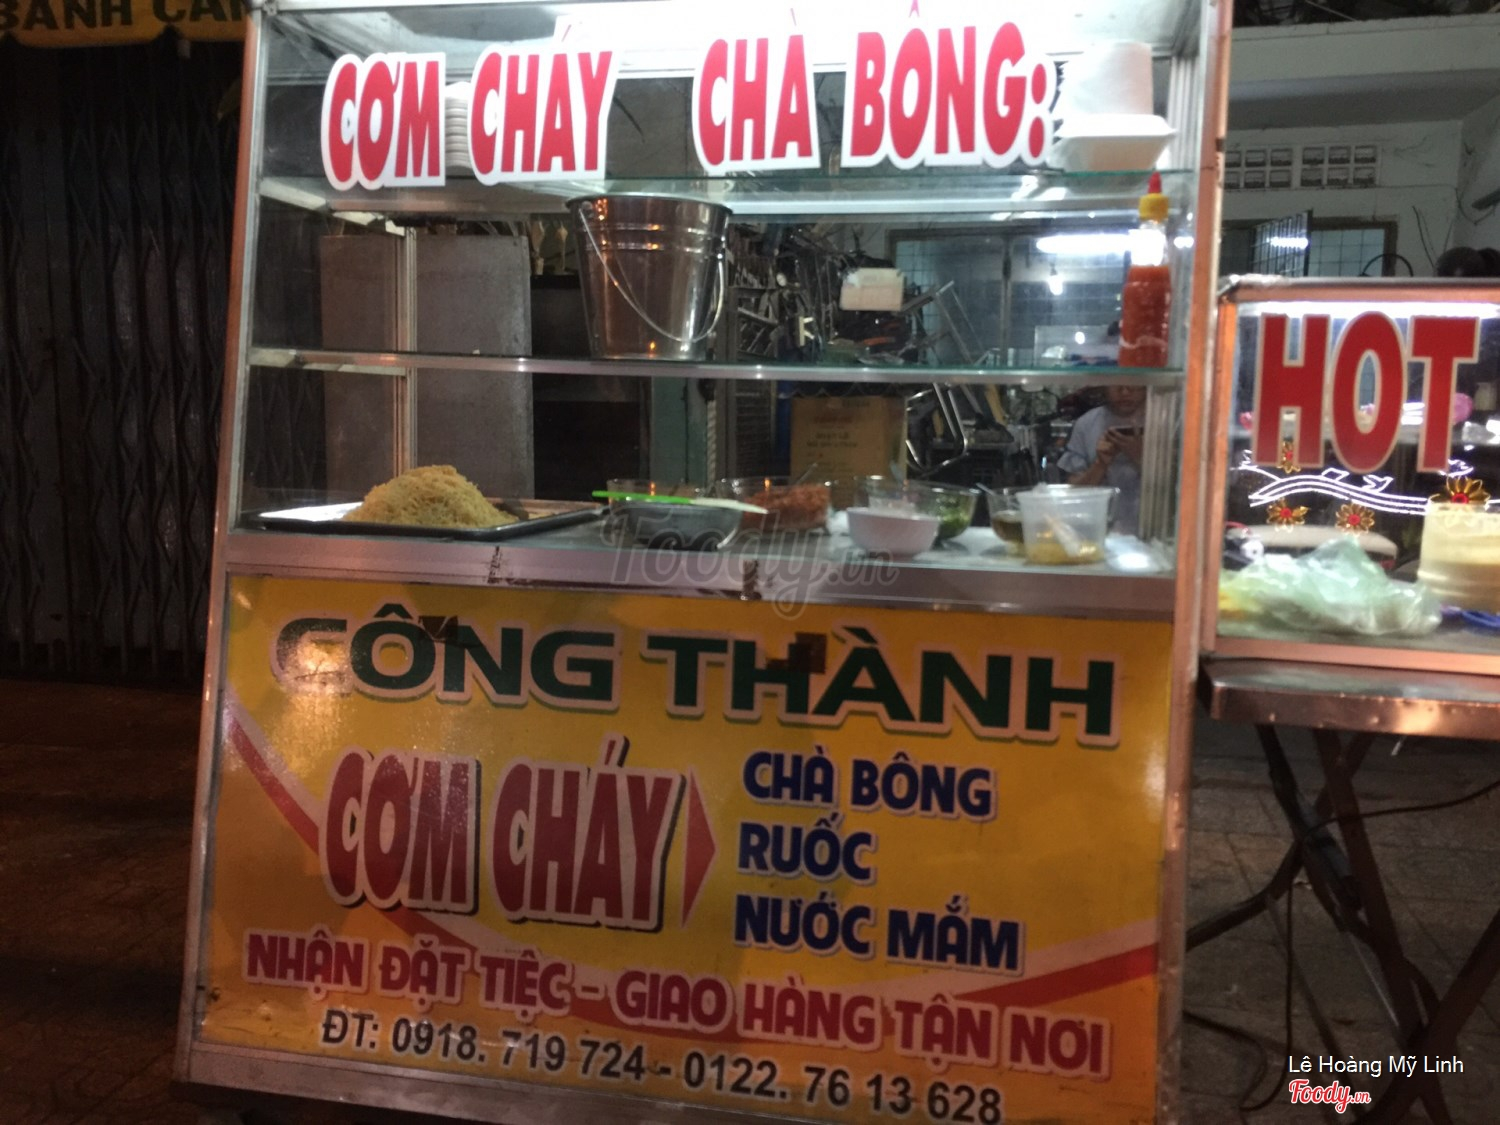 BÁNH CAN
CƠM CHÁY CHÀ BÔNG:
HOT
Foody.vn
CÔNG THÀNH
CƠM CHÁY
CHÀ BÔNG
RUỐC
NƯỚC MẮM
NHẬN ĐẶT TIỆC - GIAO HÀNG TẬN NƠI
ĐT: 0918. 719 724 - 0122. 76 13 628
Lê Hoàng Mỹ Linh
Foody.vn